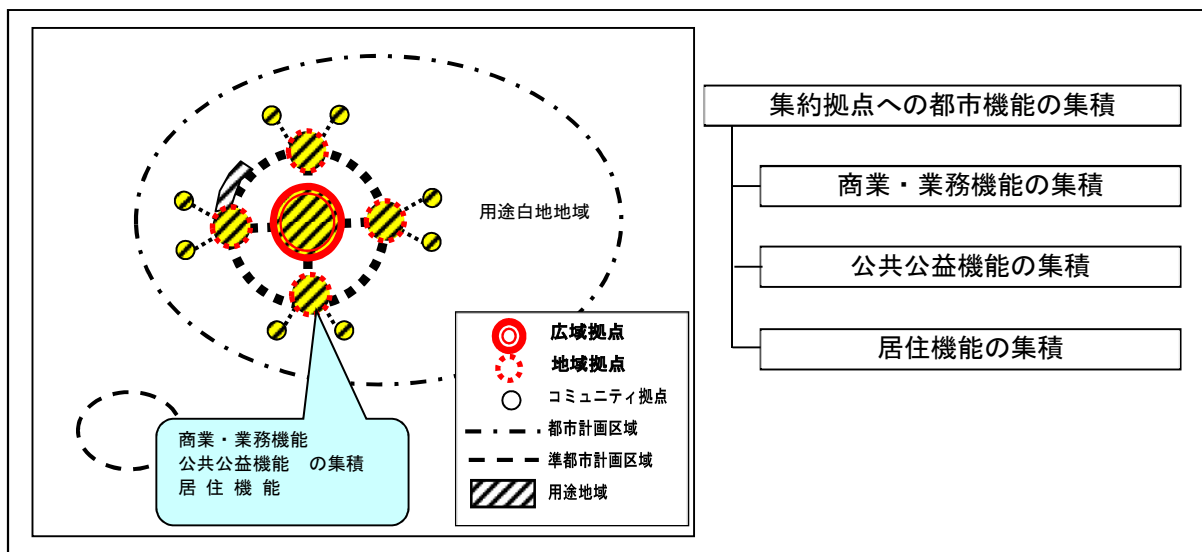 用途白地地域
広域拠点
地域拠点
コミュニティ拠点
都市計画区域
準都市計画区域
用途地域
商業・業務機能
公共公益機能　の集積
居 住 機 能
集約拠点への都市機能の集積
商業・業務機能の集積
公共公益機能の集積
居住機能の集積